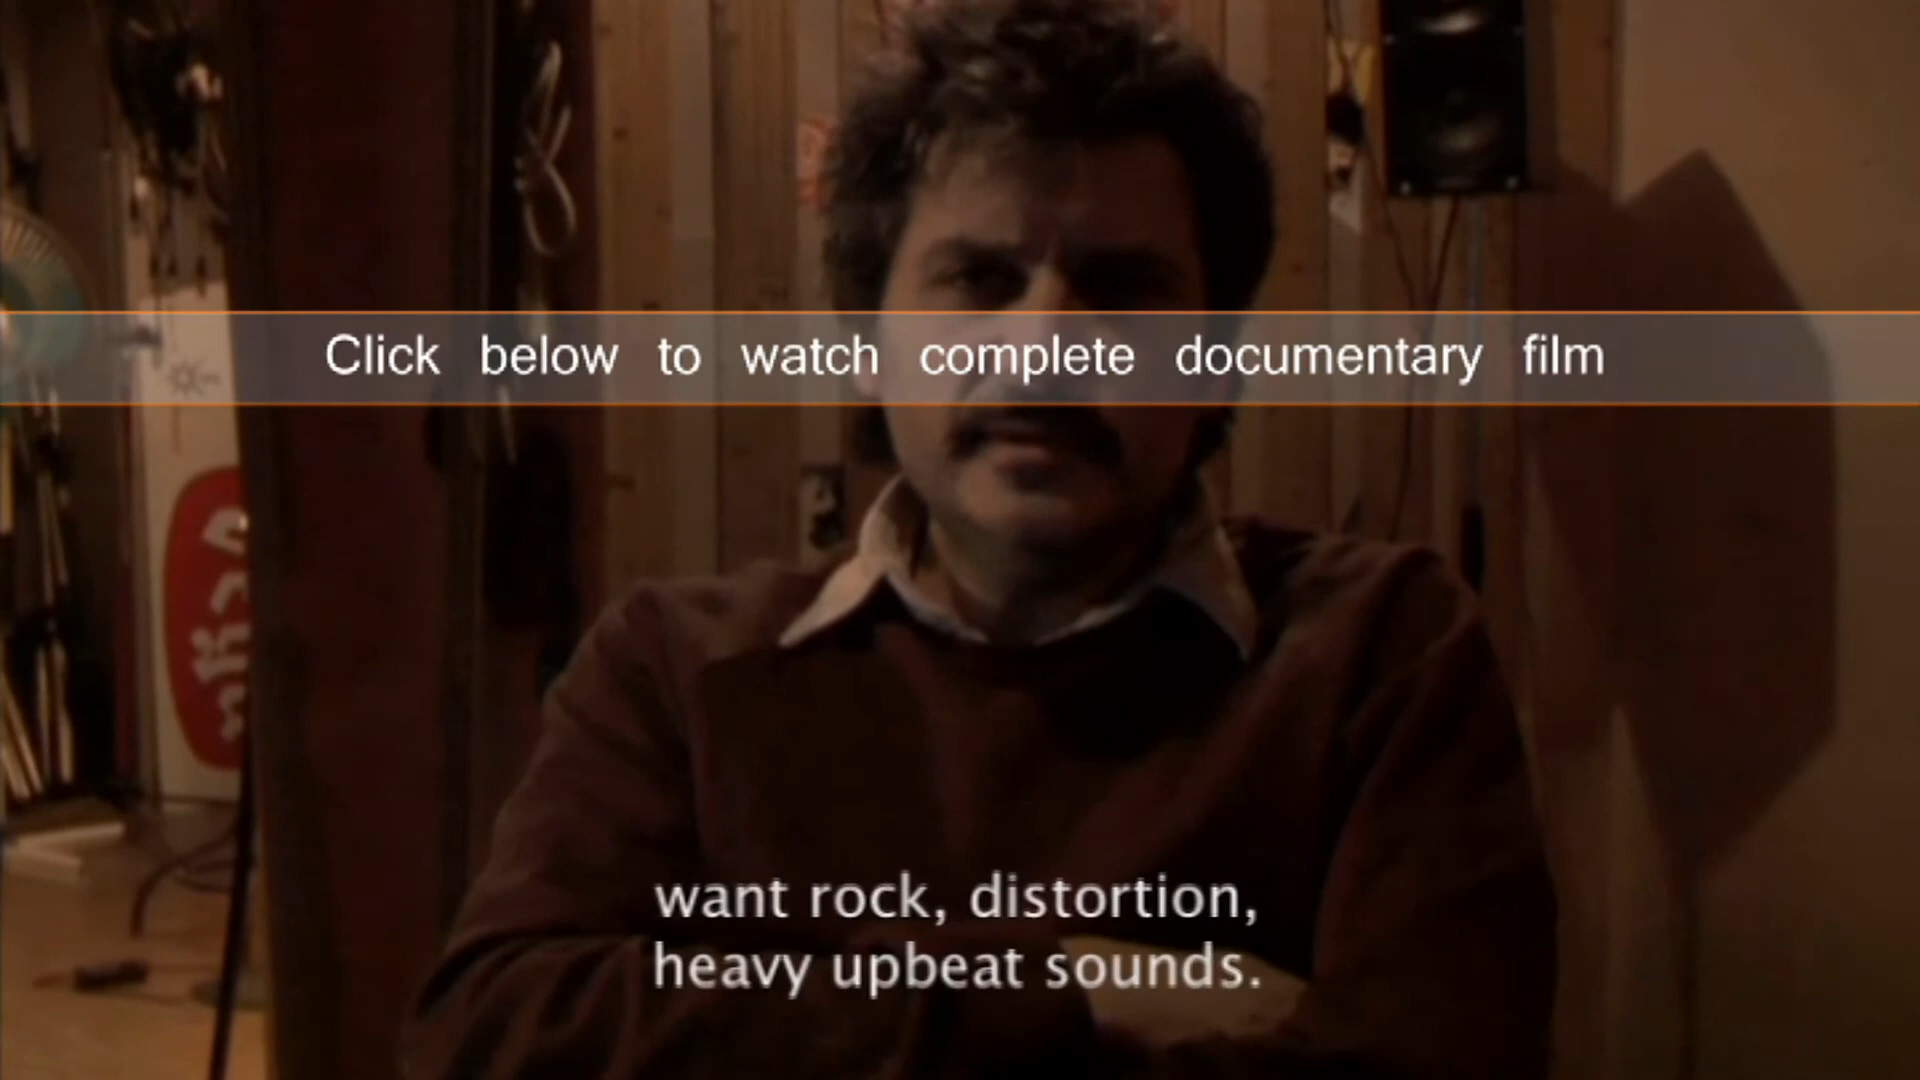 Click below to watch complete documentary film
want rock, distortion,
heavy upbeat sounds.